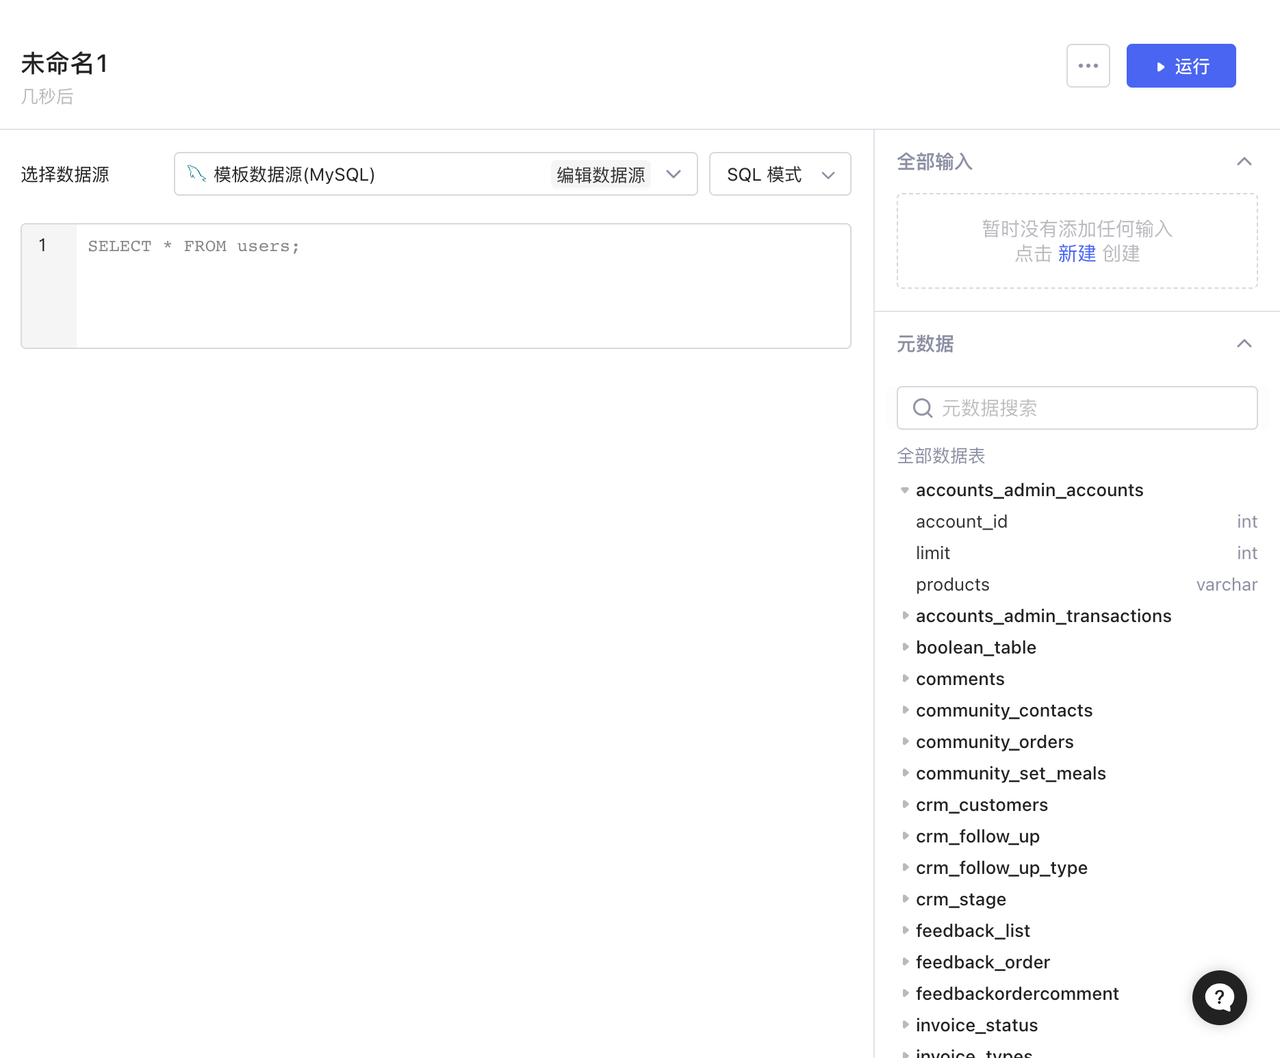 未命名1
几秒后
运行
选择数据源
模板数据源(MySQL)
编辑数据源
SQL 模式
1
SELECT * FROM users;
全部输入
暂时没有添加任何输入
点击 新建 创建
元数据
元数据搜索
全部数据表
accounts_admin_accounts
account_id int
limit int
products varchar
accounts_admin_transactions
boolean_table
comments
community_contacts
community_orders
community_set_meals
crm_customers
crm_follow_up
crm_follow_up_type
crm_stage
feedback_list
feedback_order
feedbackordercomment
invoice_status
invoice_types